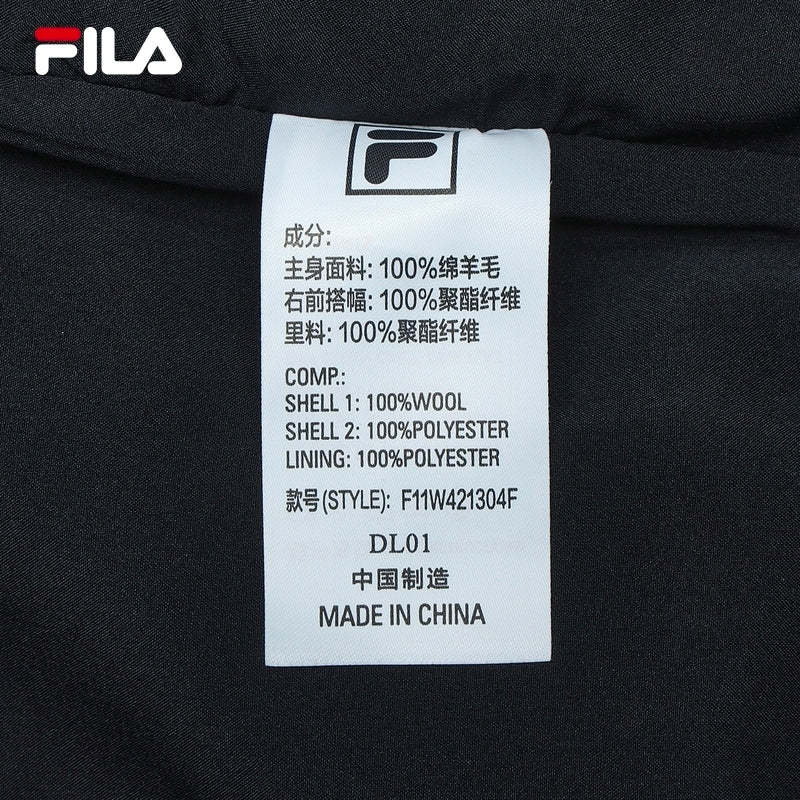 FILA
成分:
主身面料: 100%绵羊毛
右前搭幅: 100%聚酯纤维
里料: 100%聚酯纤维
COMP.:
SHELL 1: 100%WOOL
SHELL 2: 100%POLYESTER
LINING: 100%POLYESTER
款号(STYLE): F11W421304F
DL01
中国制造
MADE IN CHINA